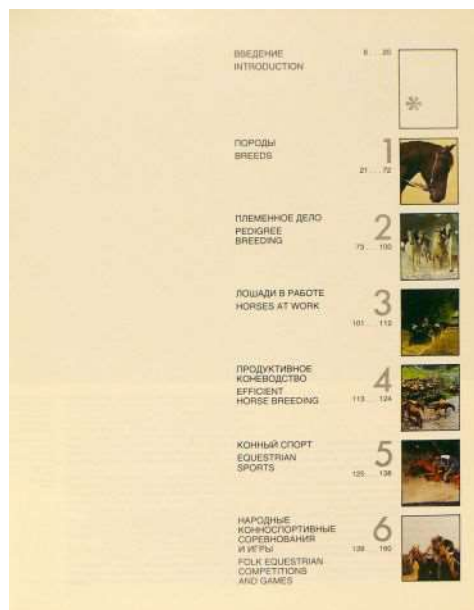 ВВЕДЕНИЕ
INTRODUCTION
6 ... 20
ПОРОДЫ
BREEDS
1
21 ... 72
ПЛЕМЕННОЕ ДЕЛО
PEDIGREE
BREEDING
2
73 ... 100
ЛОШАДИ В РАБОТЕ
HORSES AT WORK
3
101 ... 112
ПРОДУКТИВНОЕ
КОНЕВОДСТВО
EFFICIENT
HORSE BREEDING
4
113 ... 124
КОННЫЙ СПОРТ
EQUESTRIAN
SPORTS
5
125 ... 138
НАРОДНЫЕ
КОННОСПОРТИВНЫЕ
СОРЕВНОВАНИЯ
И ИГРЫ
FOLK EQUESTRIAN
COMPETITIONS
AND GAMES
6
139 ... 160